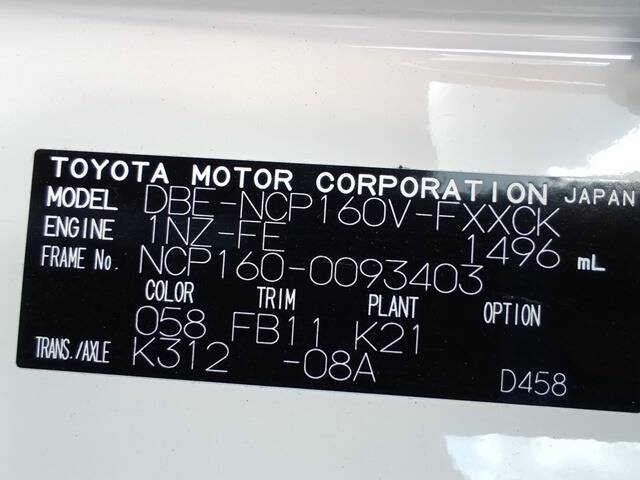 TOYOTA MOTOR CORPORATION JAPAN
MODEL DBE-NCP160V-FXXCK
ENGINE 1NZ-FE 1496 mL
FRAME No. NCP160-0093403
COLOR TRIM PLANT OPTION
058 FB11 K21
TRANS./AXLE K312 -08A
D458